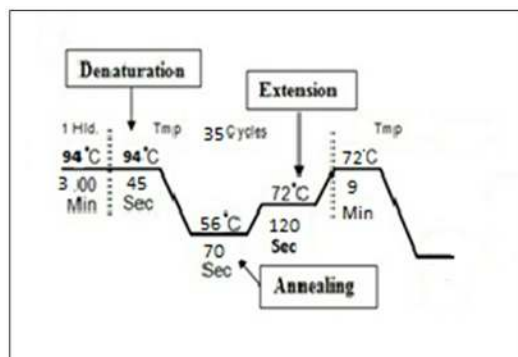 Denaturation
Extension
1 Hld.
Tmp
35 Cycles
Tmp
94°C
94°C
72°C
3.00
Min
45
Sec
72°C
9
Min
56°C
120
Sec
70
Sec
Annealing